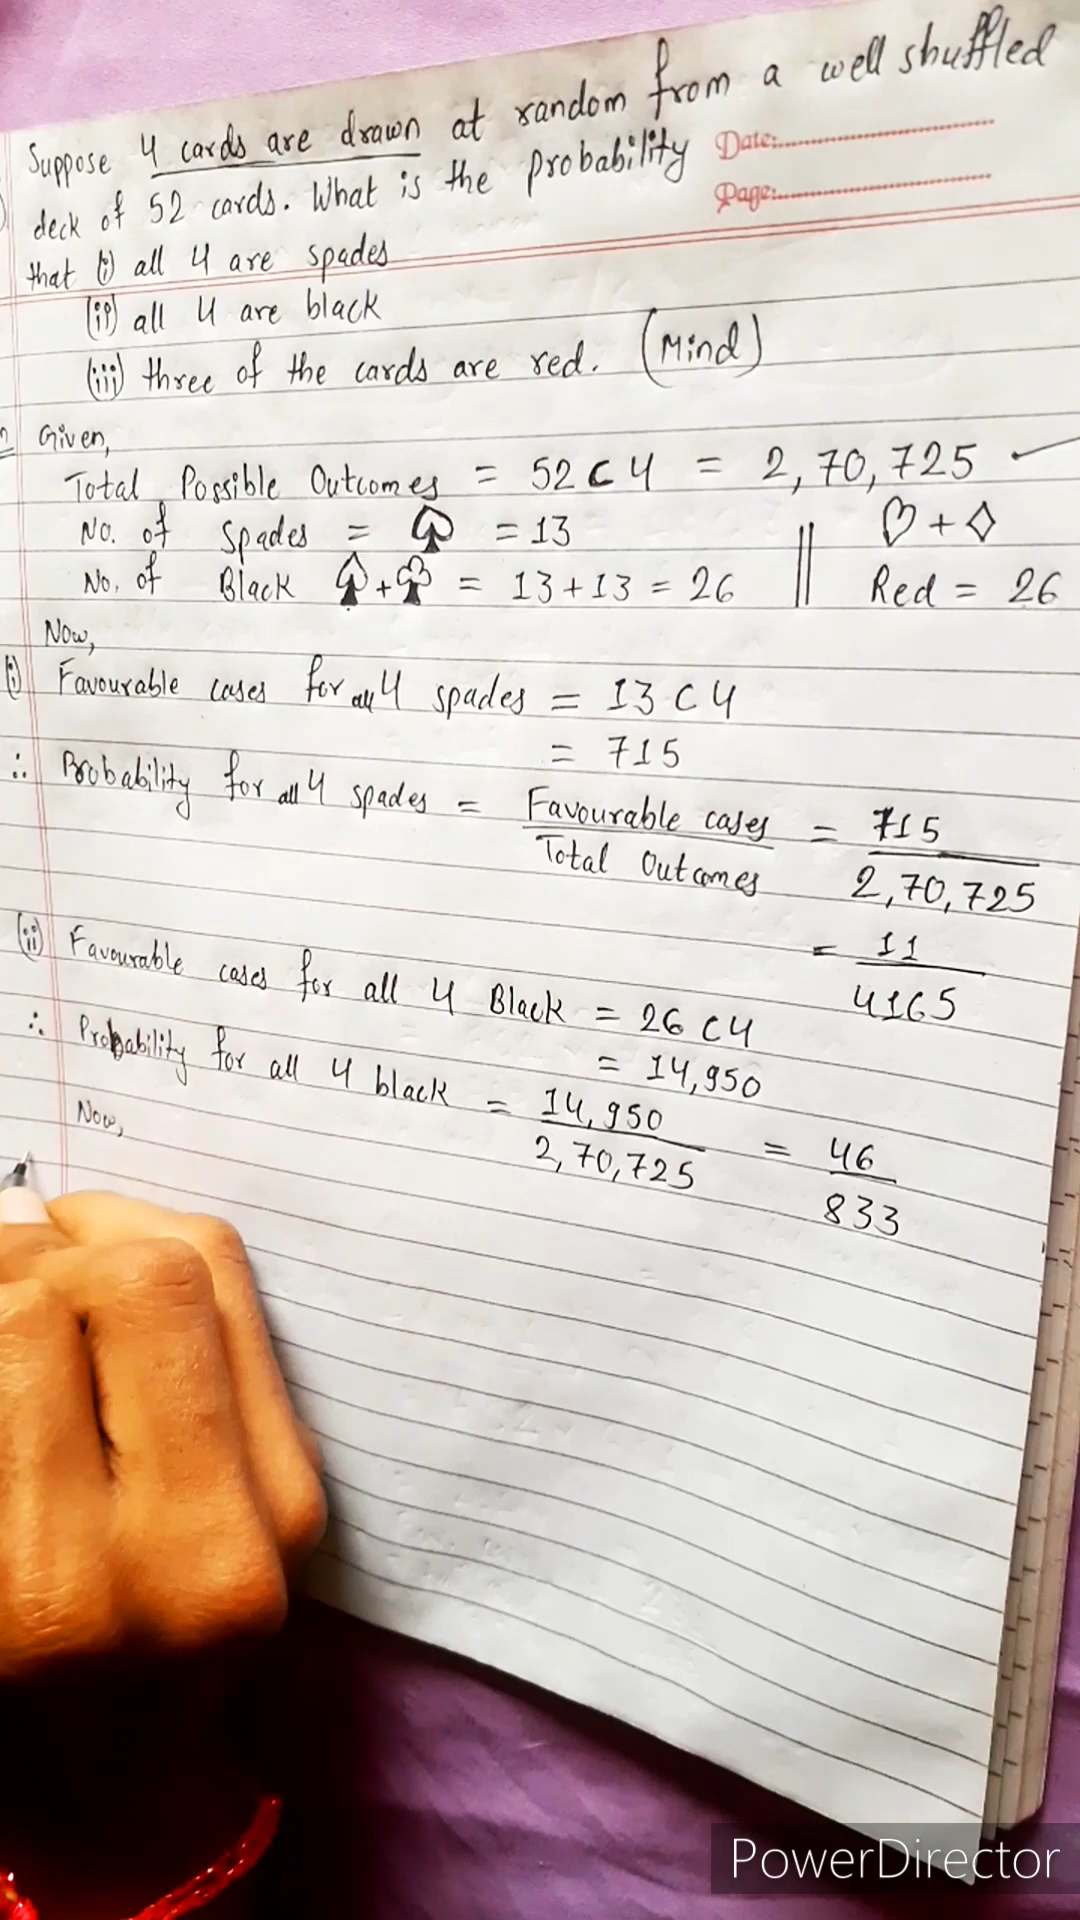 Suppose 4 cards are drawn at random from a well shuffled
deck of 52 cards. What is the probability
Date:
Page:
that (i) all 4 are spades
(ii) all 4 are black
(iii) three of the cards are red. (Mind)
Given,
Total Possible Outcomes = 52C4 = 2,70,725
No. of Spades = ♠ = 13
♡ + ◇
No. of Black ♠ + ♣ = 13+13 = 26 || Red = 26
Now,
(i) Favourable cases for all 4 spades = 13C4
= 715
∴ Probability for all 4 spades = Favourable cases / Total Outcomes = 715 / 2,70,725
= 11 / 4165
(ii) Favourable cases for all 4 Black = 26C4
= 14,950
∴ Probability for all 4 black = 14,950 / 2,70,725 = 46 / 833
Now,
PowerDirector